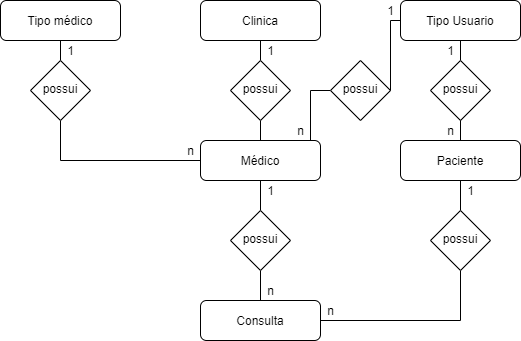 Tipo médico
Clinica
Tipo Usuario
1
1
1
1
possui
possui
possui
possui
n
n
n
Médico
Paciente
1
1
possui
possui
n
n
Consulta